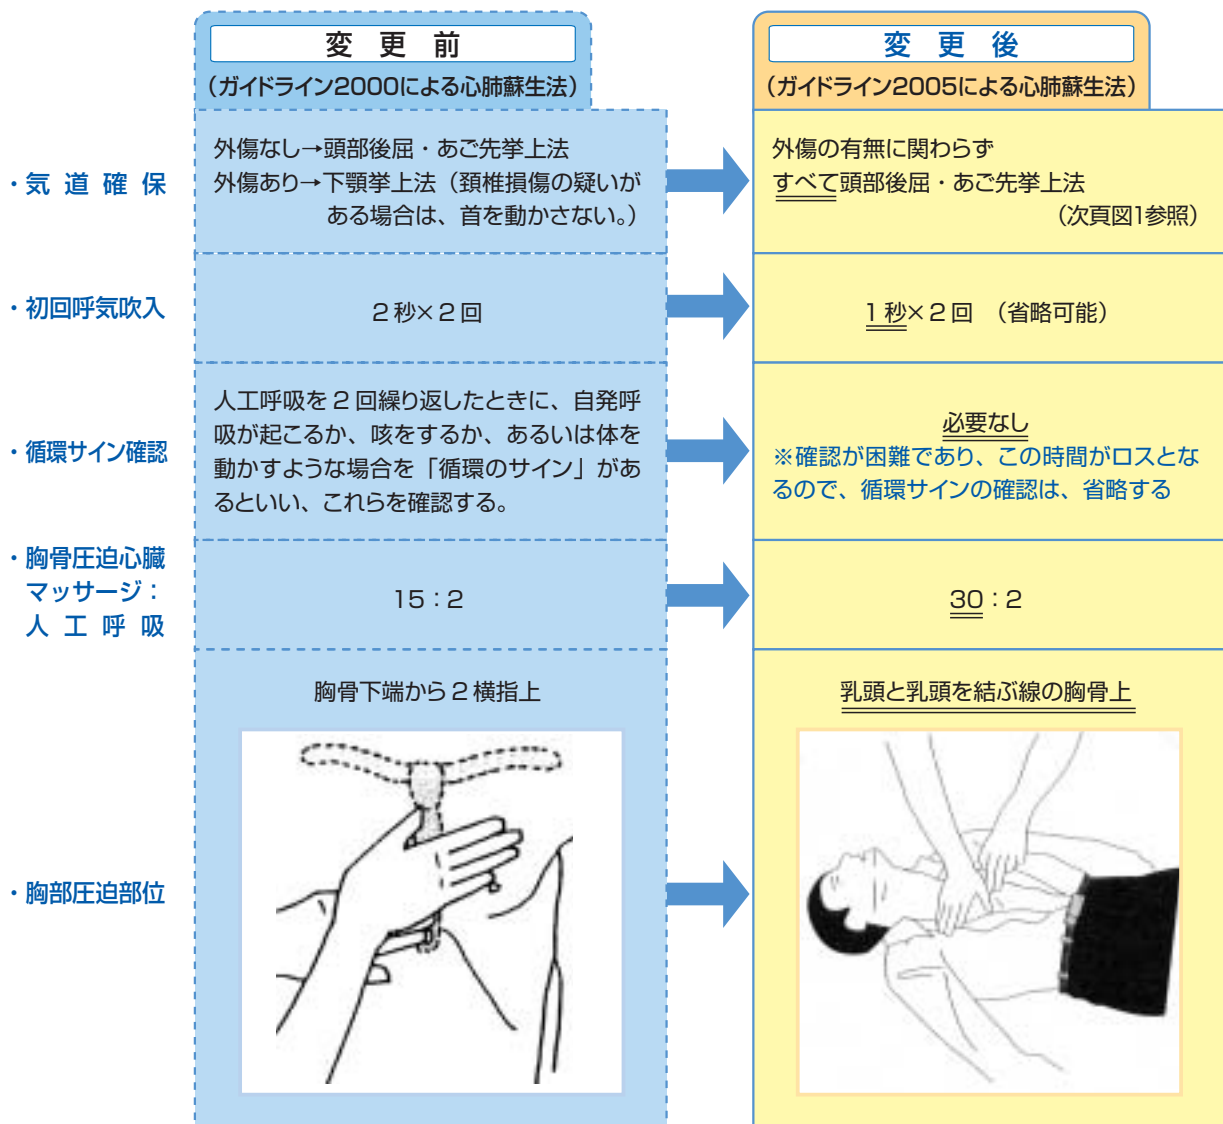 変更前
(ガイドライン2000による心肺蘇生法)
変更後
(ガイドライン2005による心肺蘇生法)
・気道確保
外傷なし→頭部後屈・あご先挙上法
外傷あり→下顎挙上法（頚椎損傷の疑いが
ある場合は、首を動かさない。）
外傷の有無に関わらず
すべて頭部後屈・あご先挙上法
（次頁図1参照）
・初回呼気吹入
2秒×2回
1秒×2回　（省略可能）
・循環サイン確認
人工呼吸を2回繰り返したときに、自発呼
吸が起こるか、咳をするか、あるいは体を
動かすような場合を「循環のサイン」があ
るといい、これらを確認する。
必要なし
※確認が困難であり、この時間がロスとな
るので、循環サインの確認は、省略する
・胸骨圧迫心臓
マッサージ：
人工呼吸
15：2
30：2
・胸部圧迫部位
胸骨下端から2横指上
乳頭と乳頭を結ぶ線の胸骨上